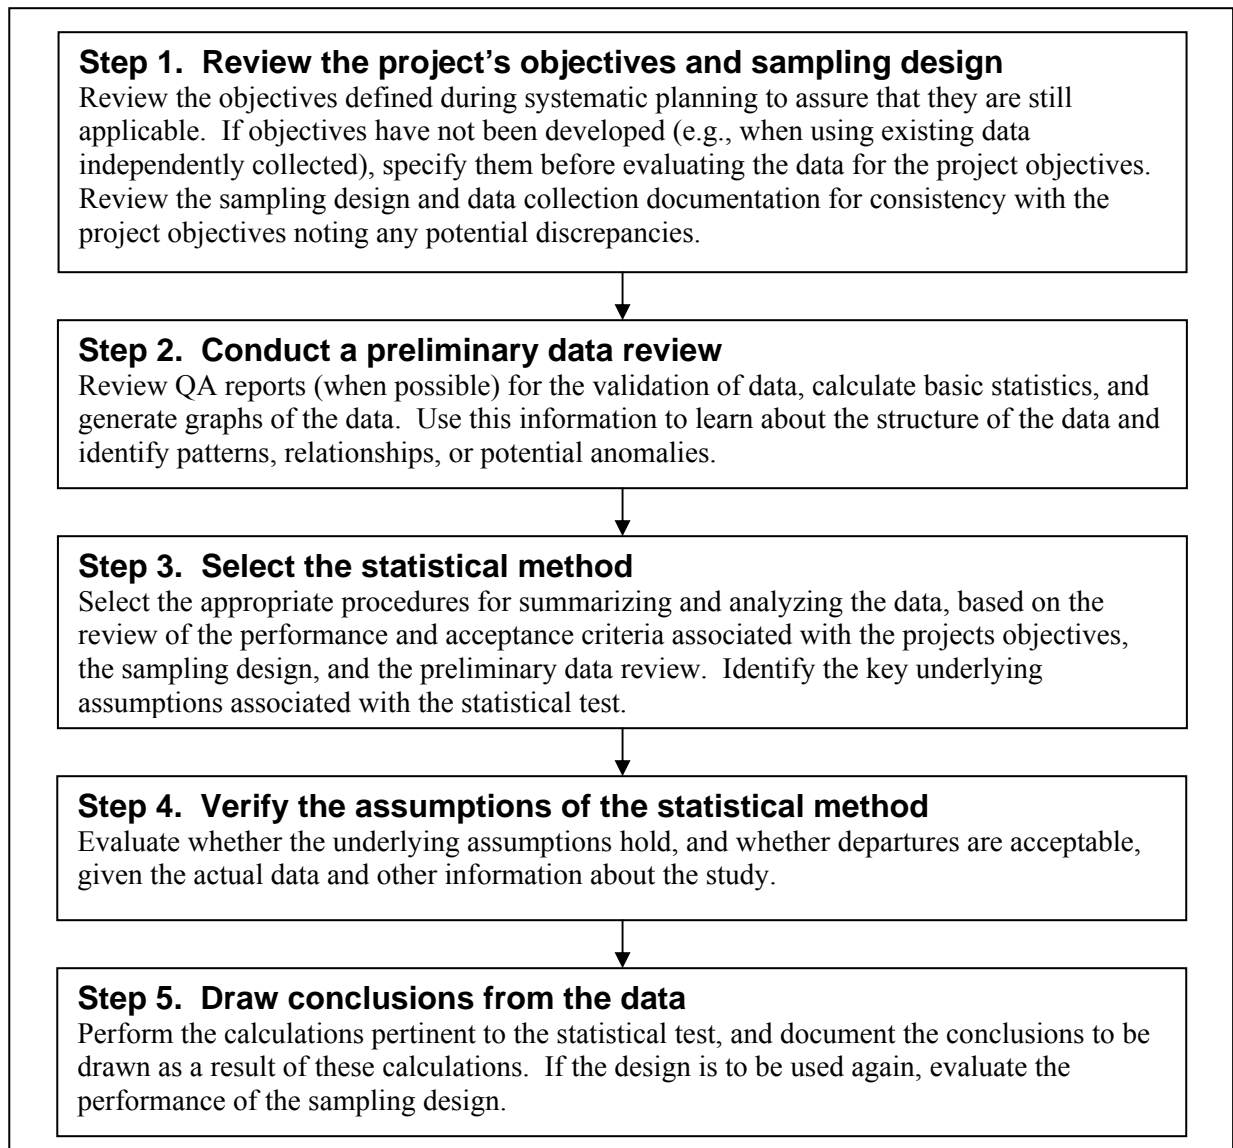 Step 1. Review the project's objectives and sampling design
Review the objectives defined during systematic planning to assure that they are still
applicable. If objectives have not been developed (e.g., when using existing data
independently collected), specify them before evaluating the data for the project objectives.
Review the sampling design and data collection documentation for consistency with the
project objectives noting any potential discrepancies.
Step 2. Conduct a preliminary data review
Review QA reports (when possible) for the validation of data, calculate basic statistics, and
generate graphs of the data. Use this information to learn about the structure of the data and
identify patterns, relationships, or potential anomalies.
Step 3. Select the statistical method
Select the appropriate procedures for summarizing and analyzing the data, based on the
review of the performance and acceptance criteria associated with the projects objectives,
the sampling design, and the preliminary data review. Identify the key underlying
assumptions associated with the statistical test.
Step 4. Verify the assumptions of the statistical method
Evaluate whether the underlying assumptions hold, and whether departures are acceptable,
given the actual data and other information about the study.
Step 5. Draw conclusions from the data
Perform the calculations pertinent to the statistical test, and document the conclusions to be
drawn as a result of these calculations. If the design is to be used again, evaluate the
performance of the sampling design.